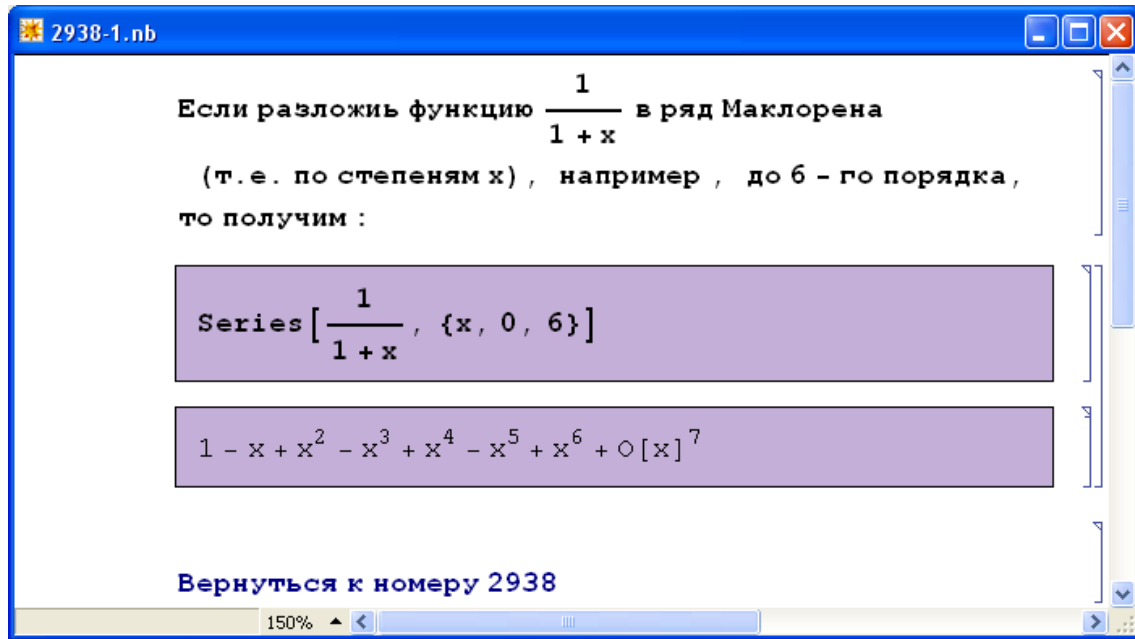 2938-1.nb
Если разложиь функцию 1/(1 + x) в ряд Маклорена
(т.е. по степеням x) , например , до 6 - го порядка ,
то получим :
Series[1/(1 + x) , {x, 0, 6}]
1 - x + x^2 - x^3 + x^4 - x^5 + x^6 + O[x]^7
Вернуться к номеру 2938
150%